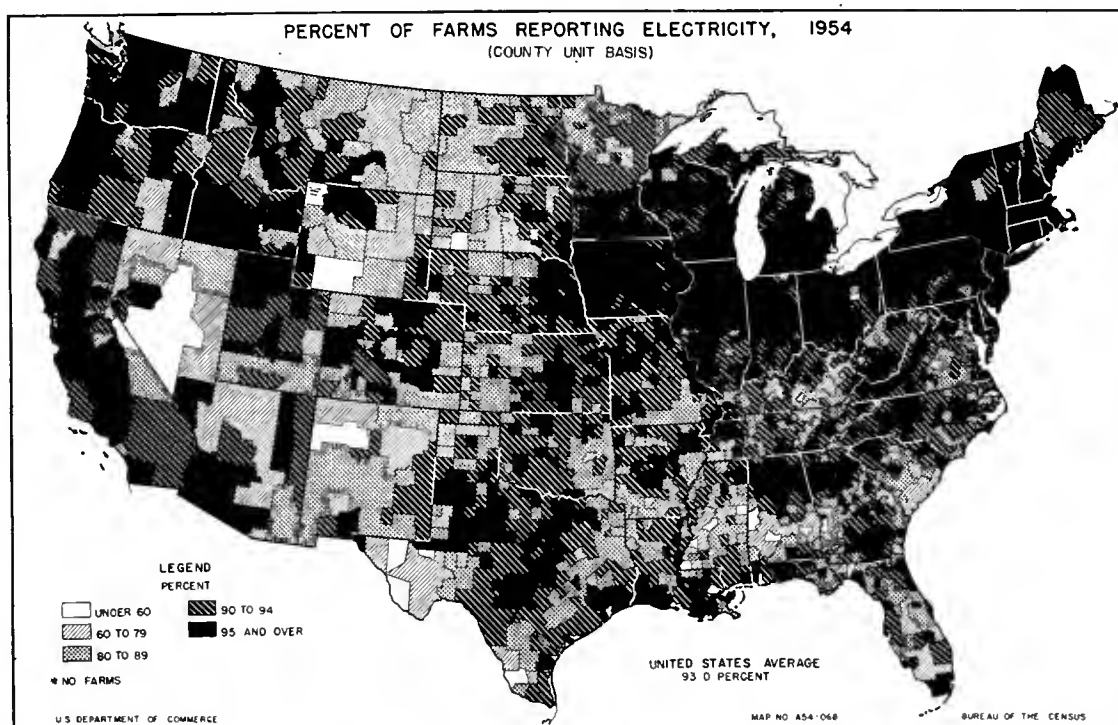 PERCENT OF FARMS REPORTING ELECTRICITY, 1954
(COUNTY UNIT BASIS)
LEGEND
PERCENT
UNDER 60
60 TO 79
80 TO 89
90 TO 94
95 AND OVER
* NO FARMS
UNITED STATES AVERAGE
93.0 PERCENT
U S DEPARTMENT OF COMMERCE
MAP NO A54-068
BUREAU OF THE CENSUS